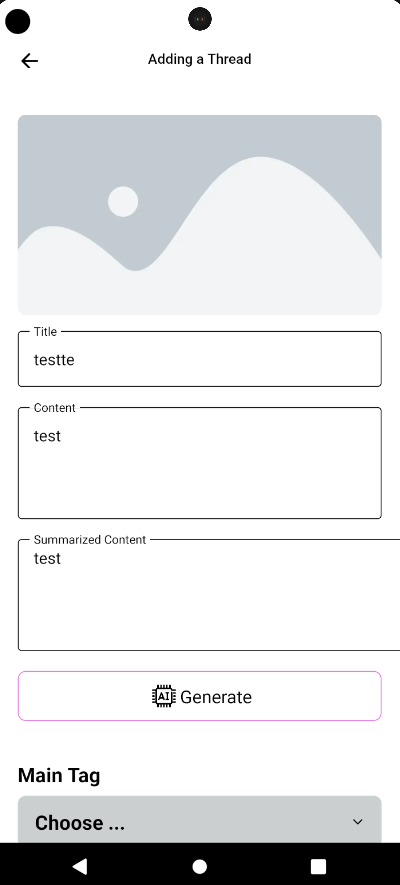 Adding a Thread
Title
testte
Content
test
Summarized Content
test
AI Generate
Main Tag
Choose ...